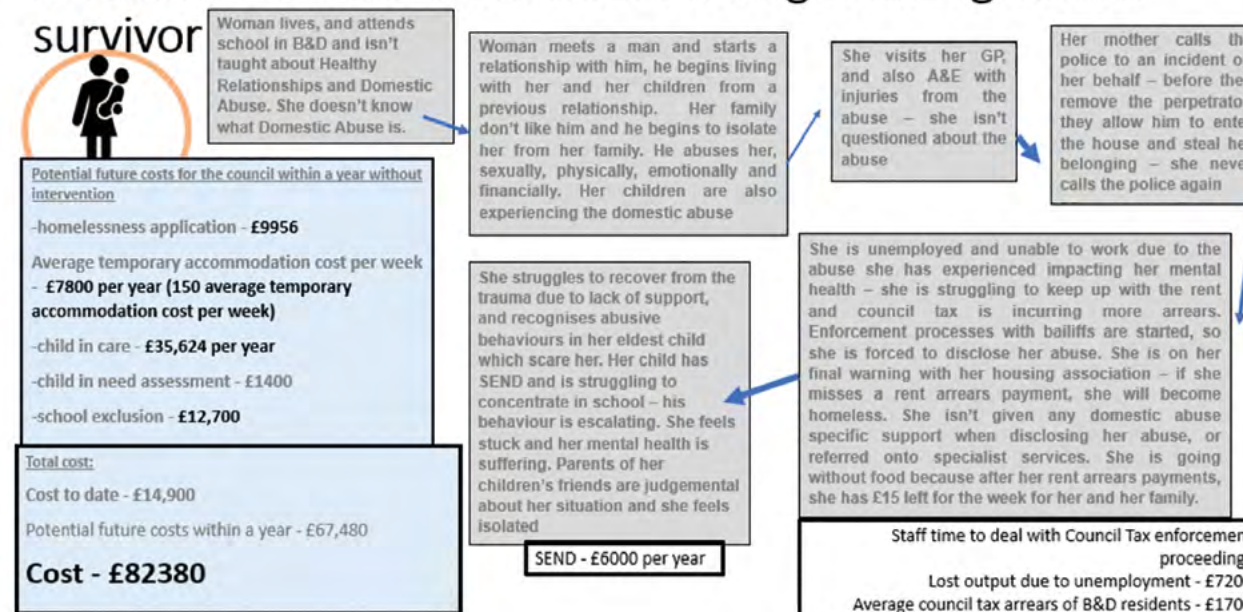 survivor
Woman lives, and attends
school in B&D and isn't
taught about Healthy
Relationships and Domestic
Abuse. She doesn't know
what Domestic Abuse is.
Woman meets a man and starts a
relationship with him, he begins living
with her and her children from a
previous relationship. Her family
don't like him and he begins to isolate
her from her family. He abuses her,
sexually, physically, emotionally and
financially. Her children are also
experiencing the domestic abuse
She visits her GP,
and also A&E with
injuries from the
abuse – she isn't
questioned about the
abuse
Her mother calls
police to an incident
her behalf – before
remove the
they allow him to
the house and steal
belonging – she
calls the police again
She is unemployed and unable to work due to the
abuse she has experienced impacting her mental
health – she is struggling to keep up with the rent
and council tax is incurring more arrears.
Enforcement processes with bailiffs are started, so
she is forced to disclose her abuse. She is on her
final warning with her housing association – if she
misses a rent arrears payment, she will become
homeless. She isn't given any domestic abuse
specific support when disclosing her abuse, or
referred onto specialist services. She is going
without food because after her rent arrears payments,
she has £15 left for the week for her and her family.
Staff time to deal with Council Tax
Lost output due to unemployment - £720
Average council tax arrears of B&D residents - £170
She struggles to recover from the
trauma due to lack of support,
and recognises abusive
behaviours in her eldest child
which scare her. Her child has
SEND and is struggling to
concentrate in school – his
behaviour is escalating. She feels
stuck and her mental health is
suffering. Parents of her
children's friends are judgemental
about her situation and she feels
isolated
SEND - £6000 per year
Potential future costs for the council within a year without
intervention
-homelessness application - £9956
Average temporary accommodation cost per week
- £7800 per year (150 average temporary
accommodation cost per week)
-child in care - £35,624 per year
-child in need assessment - £1400
-school exclusion - £12,700
Total cost:
Cost to date - £14,900
Potential future costs within a year - £67,480
Cost - £82380